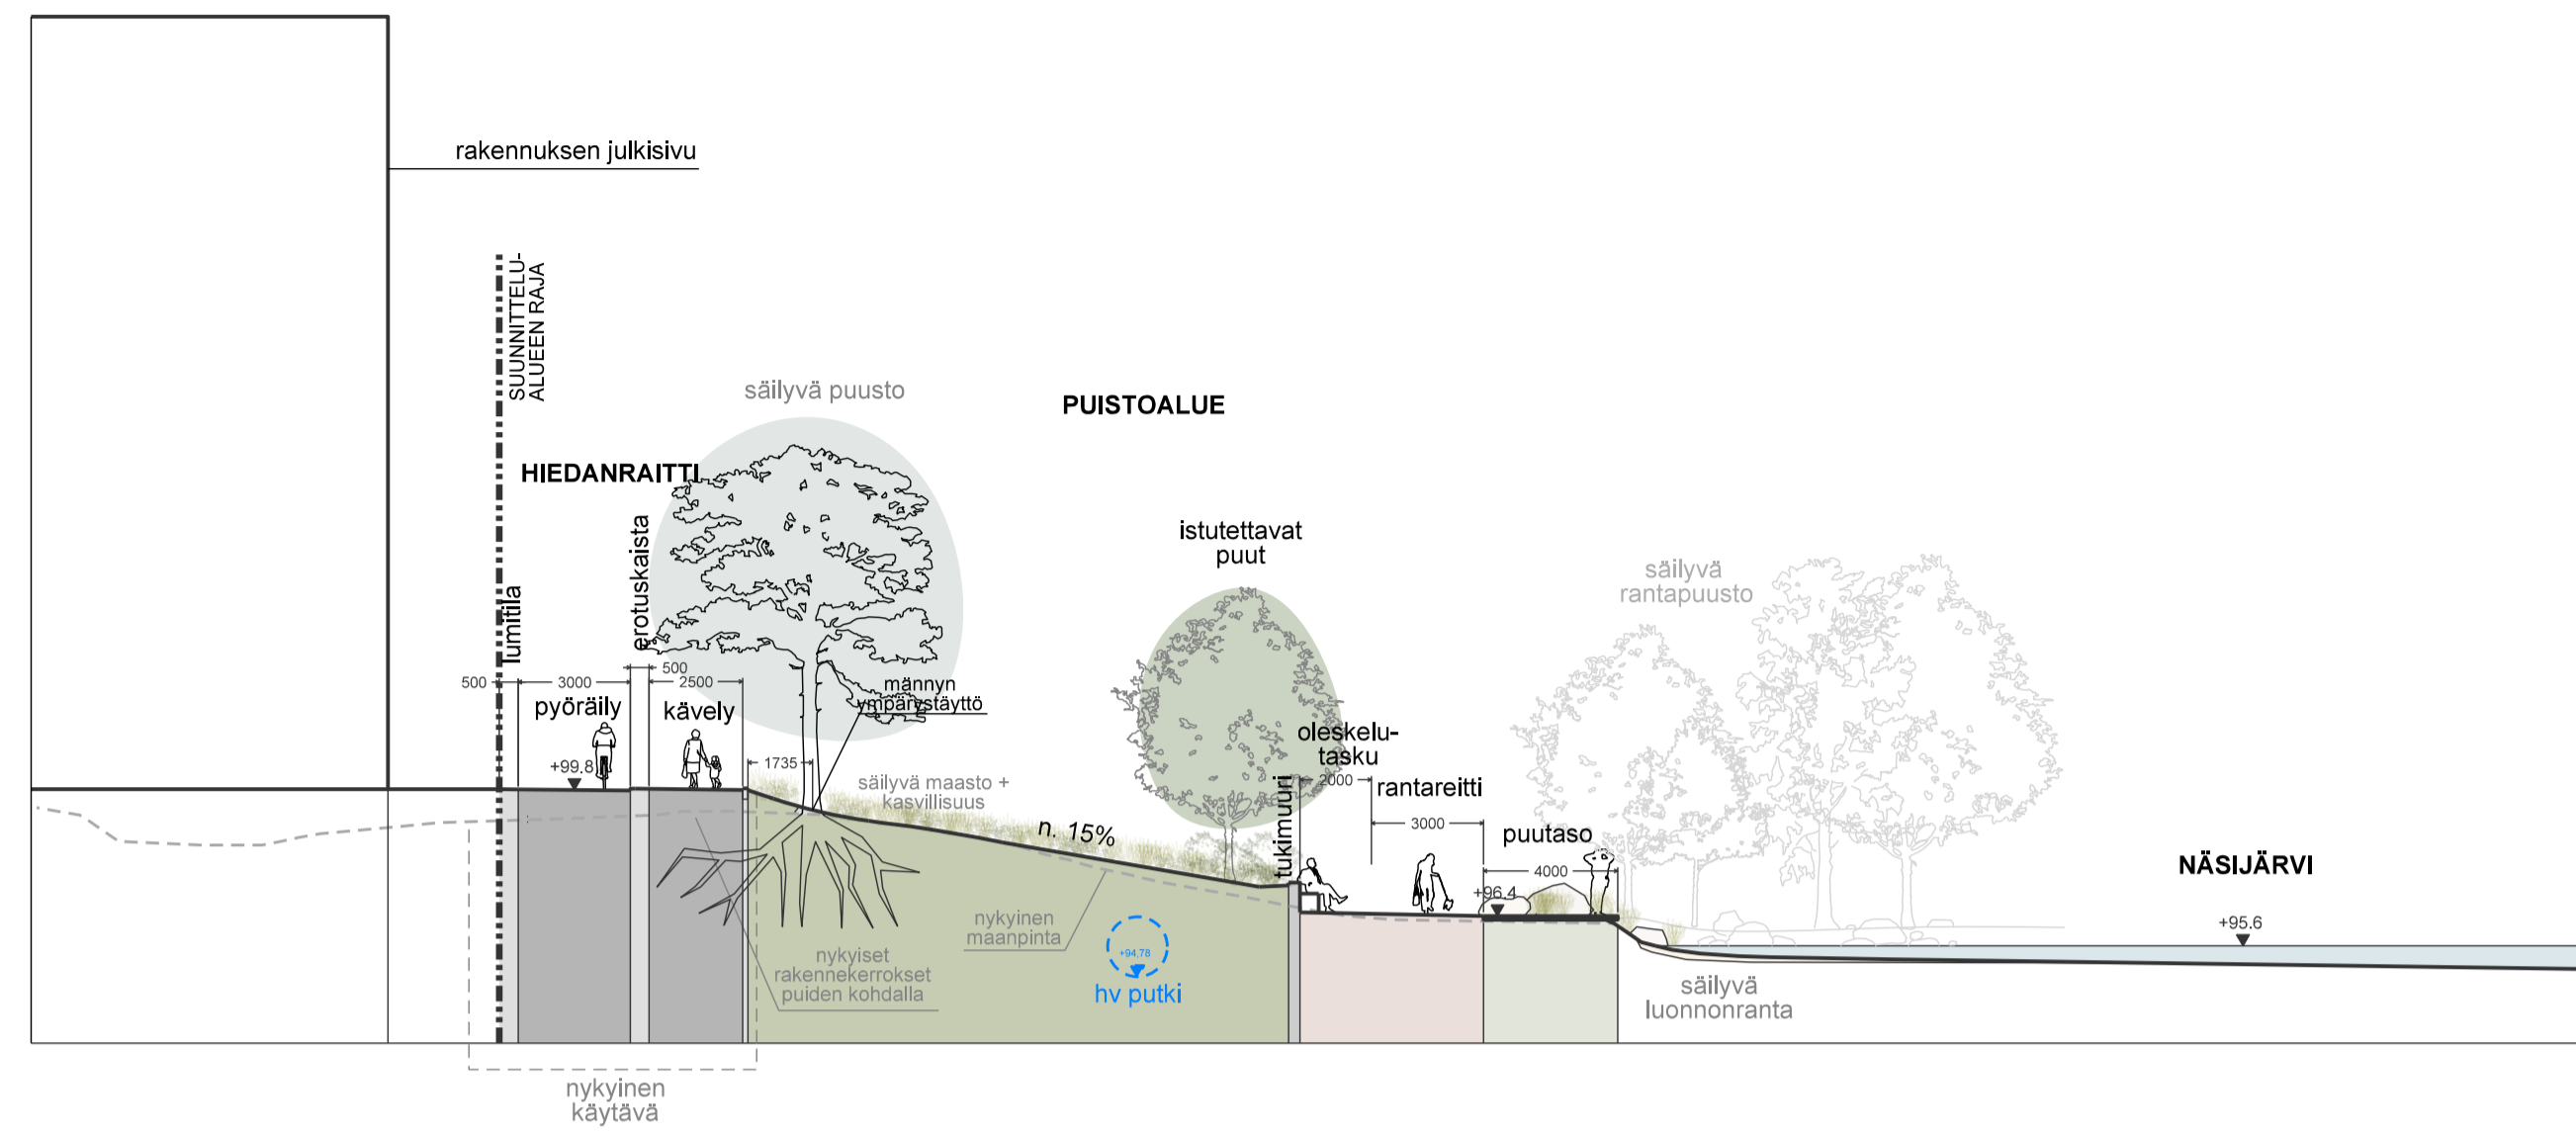 rakennuksen julkisivu
SUUNNITTELU-
ALUEEN RAJA
säilyvä puusto
PUISTOALUE
HIEDANRAITTI
lumitila
erotuskaista
istutettavat
puut
säilyvä
rantapuusto
500
3000
500
2500
pyöräily
kävely
männyn
ympärystäyttö
+99.8
1735
säilyvä maasto +
kasvillisuus
n. 15%
tukimuuri
oleskelu-
tasku
2000
rantareitti
3000
puutaso
4000
+96.4
NÄSIJÄRVI
+95.6
nykyinen
maanpinta
nykyiset
rakennekerrokset
puiden kohdalla
+94,78
hv putki
säilyvä
luonnonranta
nykyinen
käytävä